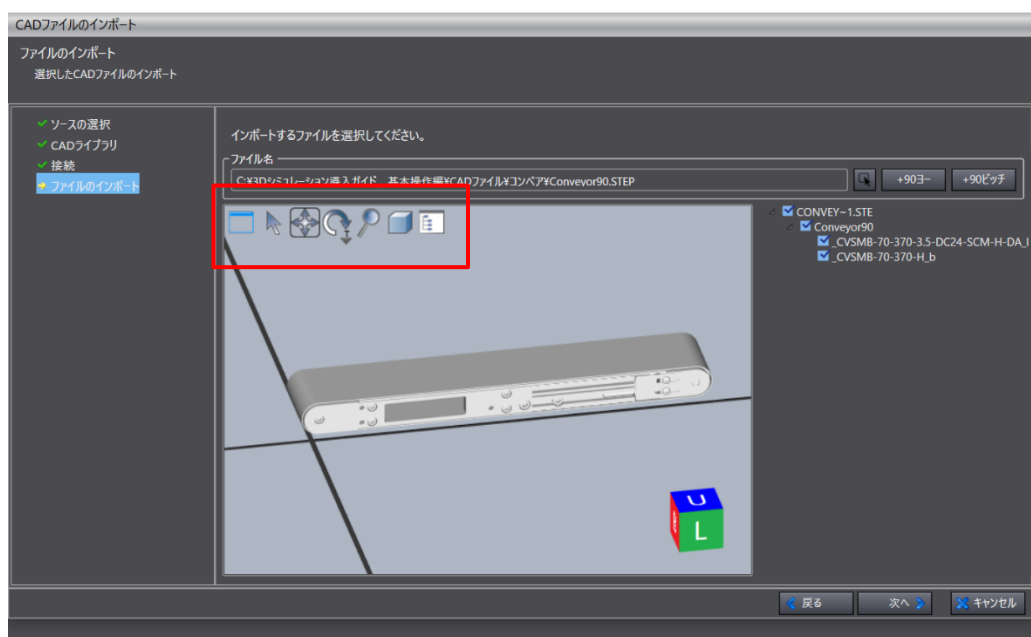 CADファイルのインポート
ファイルのインポート
選択したCADファイルのインポート
ソースの選択
CADライブラリ
接続
ファイルのインポート
インポートするファイルを選択してください。
ファイル名
C:¥3Dシミュレーション導入ガイド 基本操作編¥CADファイル¥コンベア¥Conveyor90.STEP
+90ヨー
+90ピッチ
CONVEY~1.STE
Conveyor90
_CVSMB-70-370-3.5-DC24-SCM-H-DA_I
_CVSMB-70-370-H_b
U
L
戻る
次へ
キャンセル